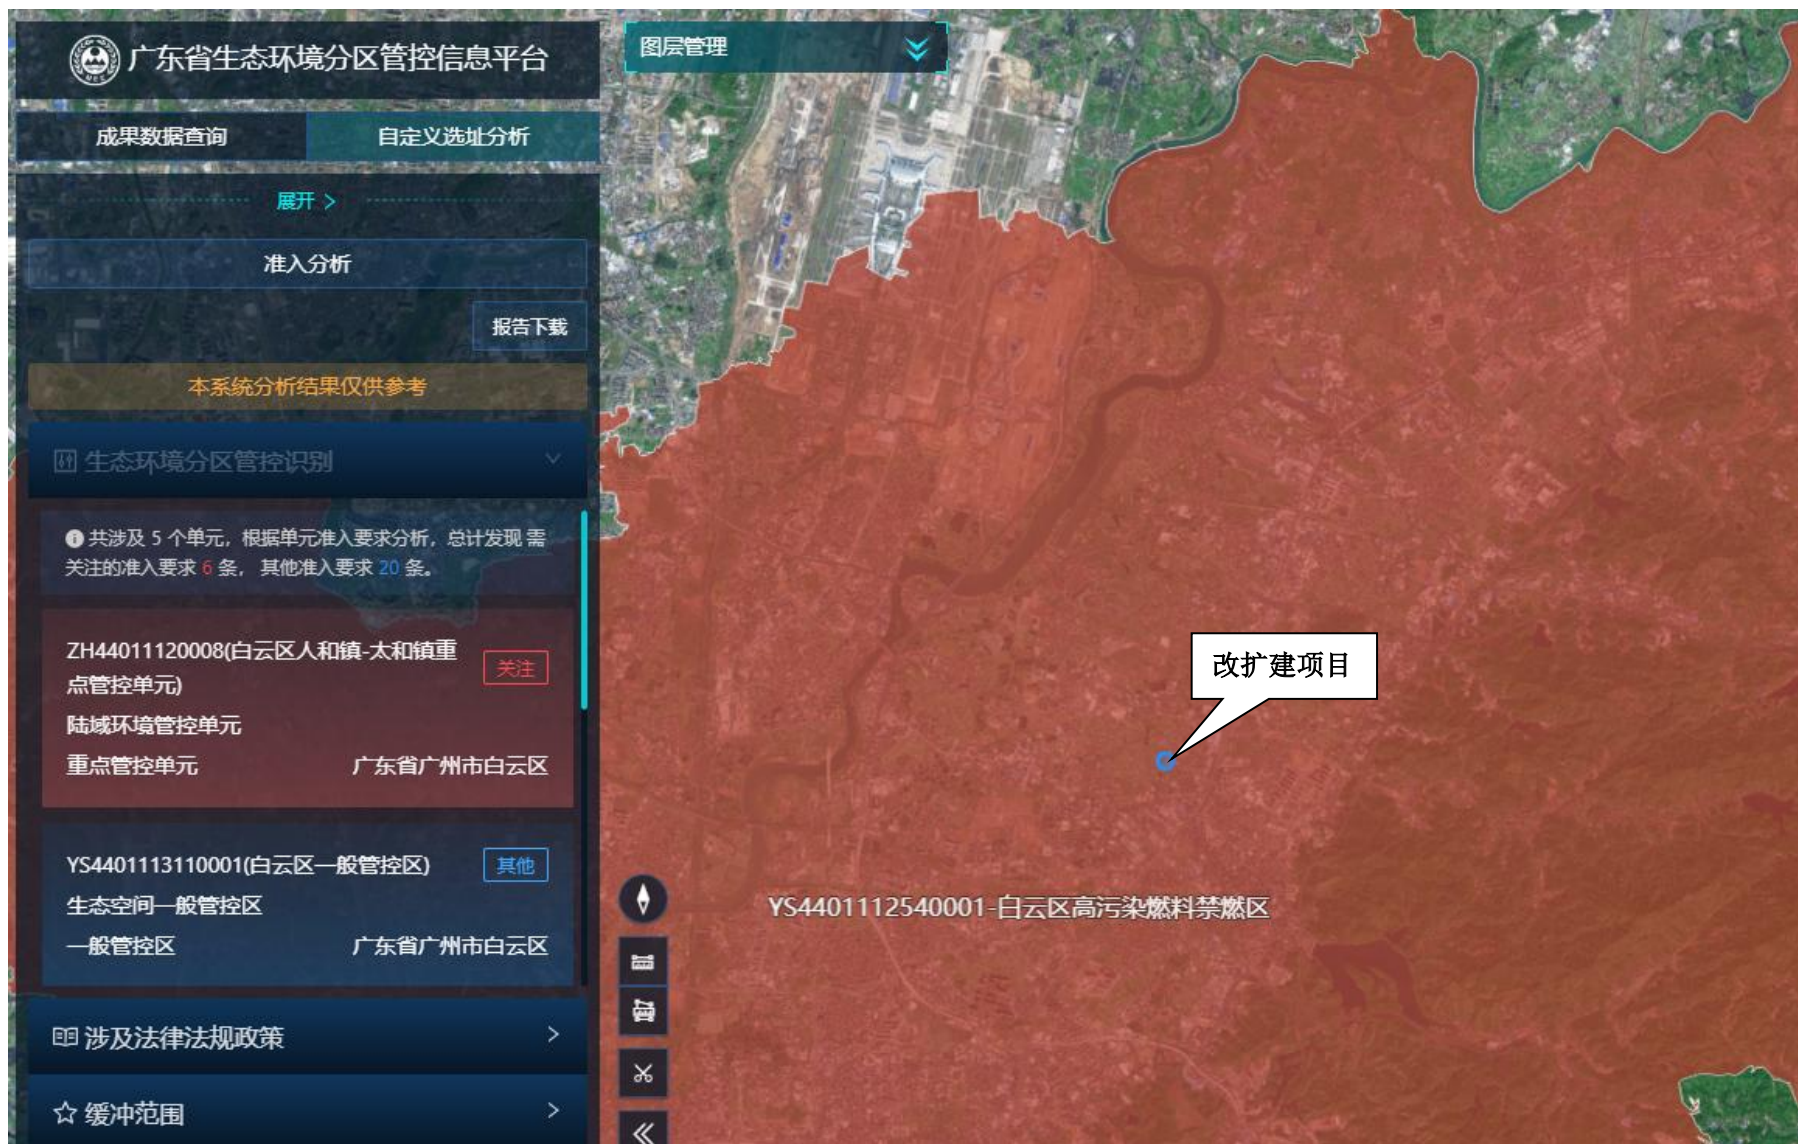 广东省生态环境分区管控信息平台
成果数据查询
自定义选址分析
展开 >
准入分析
报告下载
本系统分析结果仅供参考
生态环境分区管控识别
共涉及 5 个单元，根据单元准入要求分析，总计发现 需
关注的准入要求 6 条， 其他准入要求 20 条。
ZH44011120008(白云区人和镇-太和镇重
点管控单元)
关注
陆域环境管控单元
重点管控单元
广东省广州市白云区
YS4401113110001(白云区一般管控区)
其他
生态空间一般管控区
一般管控区
广东省广州市白云区
涉及法律法规政策
缓冲范围
图层管理
改扩建项目
YS4401112540001-白云区高污染燃料禁燃区